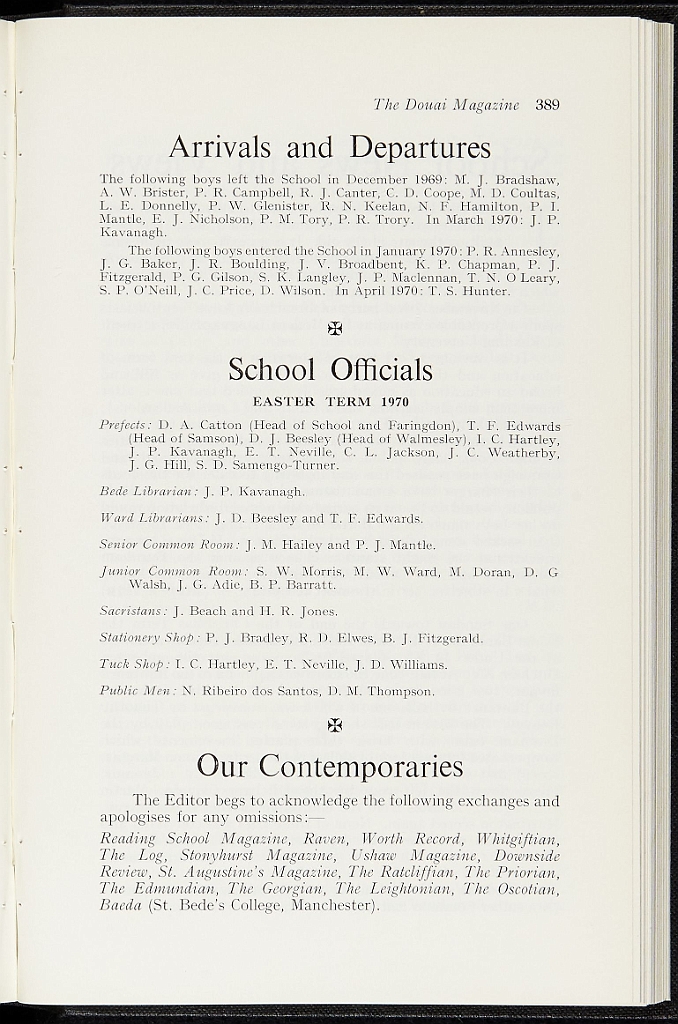 The Douai Magazine 389
Arrivals and Departures
The following boys left the School in December 1969: M. J. Bradshaw,
A. W. Brister, P. R. Campbell, R. J. Canter, C. D. Coope, M. D. Coultas,
L. E. Donnelly, P. W. Glenister, R. N. Keelan, N. F. Hamilton, P. I.
Mantle, E. J. Nicholson, P. M. Tory, P. R. Trory. In March 1970: J. P.
Kavanagh.
The following boys entered the School in January 1970: P. R. Annesley,
J. G. Baker, J. R. Boulding, J. V. Broadbent, K. P. Chapman, P. J.
Fitzgerald, P. G. Gilson, S. K. Langley, J. P. Maclennan, T. N. O Leary,
S. P. O'Neill, J. C. Price, D. Wilson. In April 1970: T. S. Hunter.
School Officials
EASTER TERM 1970
Prefects: D. A. Catton (Head of School and Faringdon), T. F. Edwards
(Head of Samson), D. J. Beesley (Head of Walmesley), I. C. Hartley,
J. P. Kavanagh, E. T. Neville, C. L. Jackson, J. C. Weatherby,
J. G. Hill, S. D. Samengo-Turner.
Bede Librarian: J. P. Kavanagh.
Ward Librarians: J. D. Beesley and T. F. Edwards.
Senior Common Room: J. M. Hailey and P. J. Mantle.
Junior Common Room: S. W. Morris, M. W. Ward, M. Doran, D. G
Walsh, J. G. Adie, B. P. Barratt.
Sacristans: J. Beach and H. R. Jones.
Stationery Shop: P. J. Bradley, R. D. Elwes, B. J. Fitzgerald.
Tuck Shop: I. C. Hartley, E. T. Neville, J. D. Williams.
Public Men: N. Ribeiro dos Santos, D. M. Thompson.
Our Contemporaries
The Editor begs to acknowledge the following exchanges and
apologises for any omissions:—
Reading School Magazine, Raven, Worth Record, Whitgiftian,
The Log, Stonyhurst Magazine, Ushaw Magazine, Downside
Review, St. Augustine's Magazine, The Ratcliffian, The Priorian,
The Edmundian, The Georgian, The Leightonian, The Oscotian,
Baeda (St. Bede's College, Manchester).